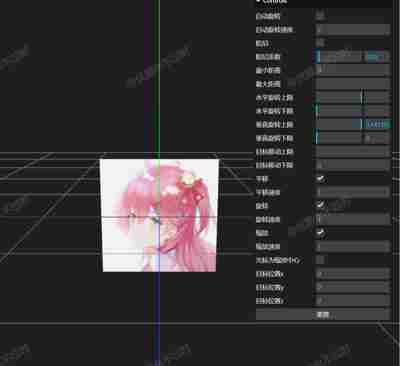 Controls
自动旋转
自动旋转速度
阻尼
阻尼系数
最小距离
最大距离
水平旋转上限
水平旋转下限
垂直旋转上限
垂直旋转下限
目标移动上限
目标移动下限
平移
平移速度
旋转
旋转速度
缩放
缩放速度
光标为缩放中心
目标位置x
目标位置y
目标位置z
重置